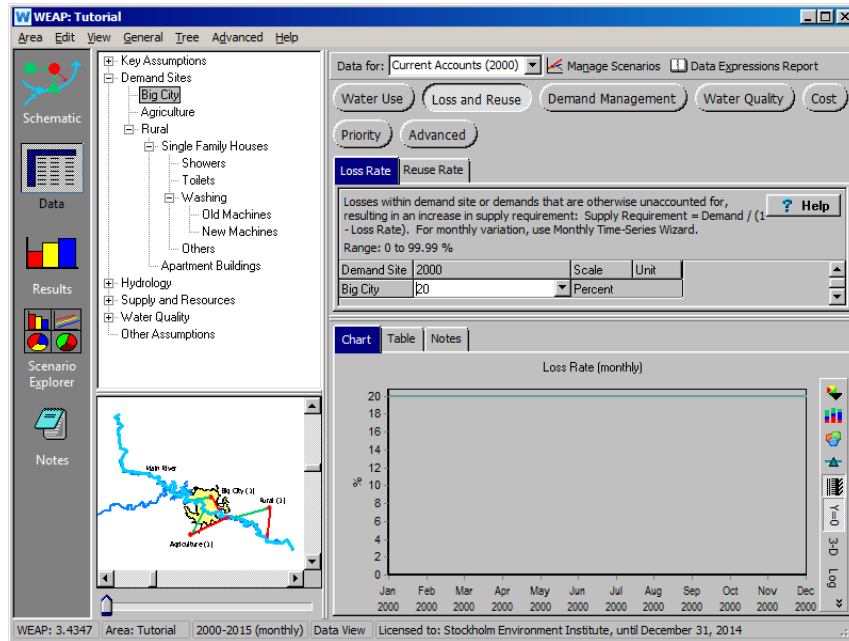 WEAP: Tutorial
Area Edit View General Tree Advanced Help
Schematic
Data
Results
Scenario
Explorer
Notes
Key Assumptions
Demand Sites
Big City
Agriculture
Rural
Single Family Houses
Showers
Toilets
Washing
Old Machines
New Machines
Others
Apartment Buildings
Hydrology
Supply and Resources
Water Quality
Other Assumptions
Main River
Big City (1)
Rural (3)
Agriculture (1)
Data for: Current Accounts (2000) Manage Scenarios Data Expressions Report
Water Use Loss and Reuse Demand Management Water Quality Cost
Priority Advanced
Loss Rate Reuse Rate
Losses within demand site or demands that are otherwise unaccounted for,
resulting in an increase in supply requirement: Supply Requirement = Demand / (1
- Loss Rate). For monthly variation, use Monthly Time-Series Wizard.
Range: 0 to 99.99 %
? Help
Demand Site 2000 Scale Unit
Big City 20 Percent
Chart Table Notes
Loss Rate (monthly)
%
20
18
16
14
12
10
8
6
4
2
0
Jan Feb Mar Apr May Jun Jul Aug Sep Oct Nov Dec
2000 2000 2000 2000 2000 2000 2000 2000 2000 2000 2000 2000
Y=0
3-D
Log
WEAP: 3.4347 Area: Tutorial 2000-2015 (monthly) Data View Licensed to: Stockholm Environment Institute, until December 31, 2014